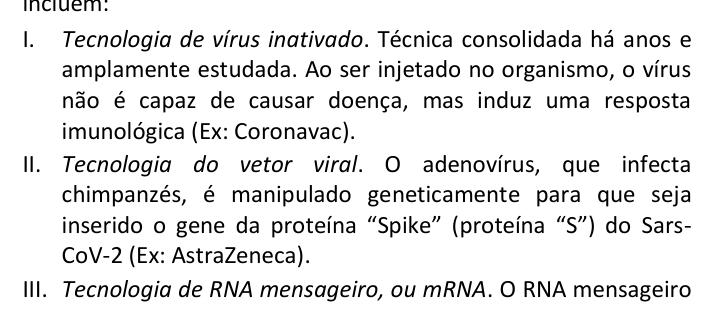 incluem:
I. Tecnologia de vírus inativado. Técnica consolidada há anos e
amplamente estudada. Ao ser injetado no organismo, o vírus
não é capaz de causar doença, mas induz uma resposta
imunológica (Ex: Coronavac).
II. Tecnologia do vetor viral. O adenovírus, que infecta
chimpanzés, é manipulado geneticamente para que seja
inserido o gene da proteína “Spike” (proteína “S”) do Sars-
CoV-2 (Ex: AstraZeneca).
III. Tecnologia de RNA mensageiro, ou mRNA. O RNA mensageiro